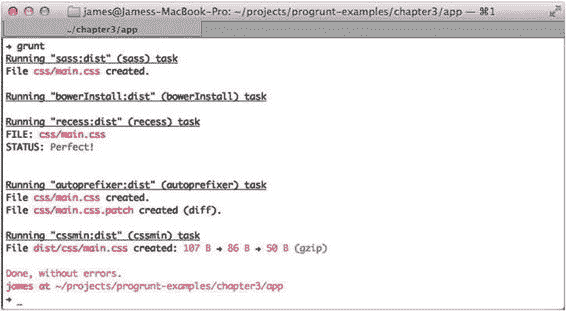 james@Jamess-MacBook-Pro: ~/projects/progrunt-examples/chapter3/app — ⌘1
../chapter3/app
➜ grunt
Running "sass:dist" (sass) task
File css/main.css created.
Running "bowerInstall:dist" (bowerInstall) task
Running "recess:dist" (recess) task
FILE: css/main.css
STATUS: Perfect!
Running "autoprefixer:dist" (autoprefixer) task
File css/main.css created.
File css/main.css.patch created (diff).
Running "cssmin:dist" (cssmin) task
File dist/css/main.css created: 107 B → 86 B → 50 B (gzip)
Done, without errors.
james at ~/projects/progrunt-examples/chapter3/app
➜ _